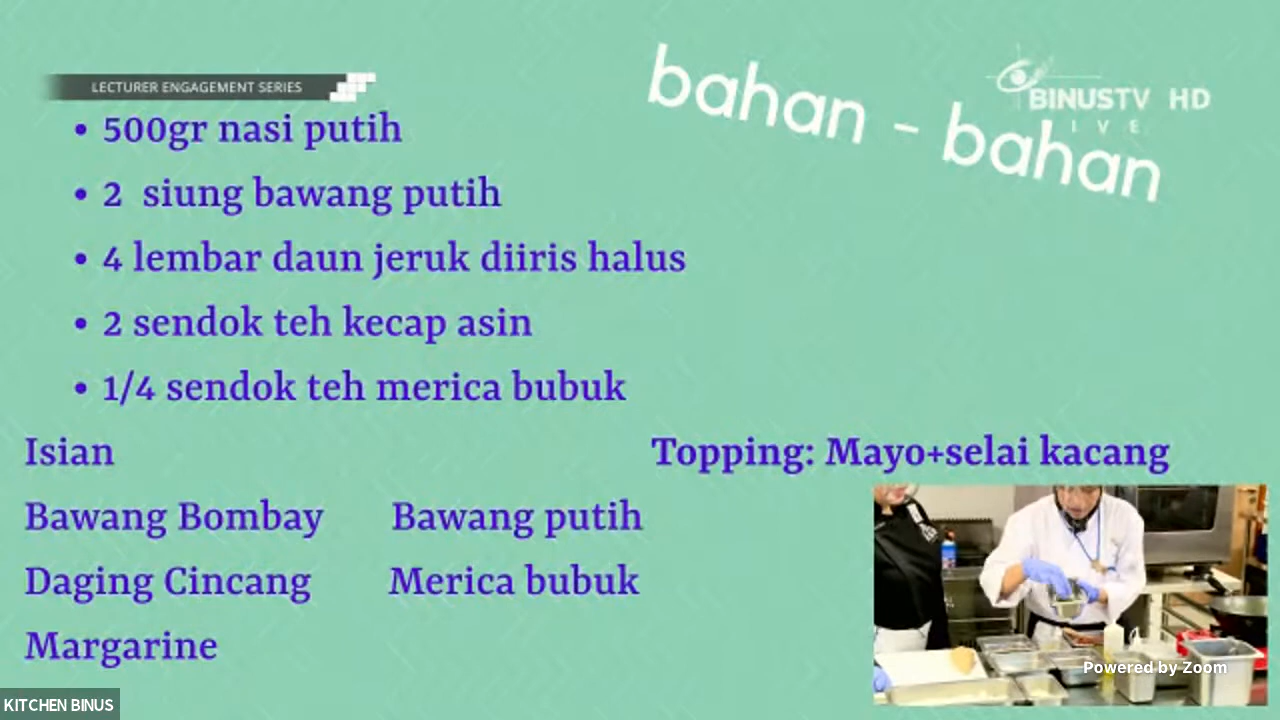 LECTURER ENGAGEMENT SERIES
bahan - bahan
BINUSTV HD
LIVE
• 500gr nasi putih
• 2 siung bawang putih
• 4 lembar daun jeruk diiris halus
• 2 sendok teh kecap asin
• 1/4 sendok teh merica bubuk
Isian
Topping: Mayo+selai kacang
Bawang Bombay Bawang putih
Daging Cincang Merica bubuk
Margarine
Powered by Zoom
KITCHEN BINUS